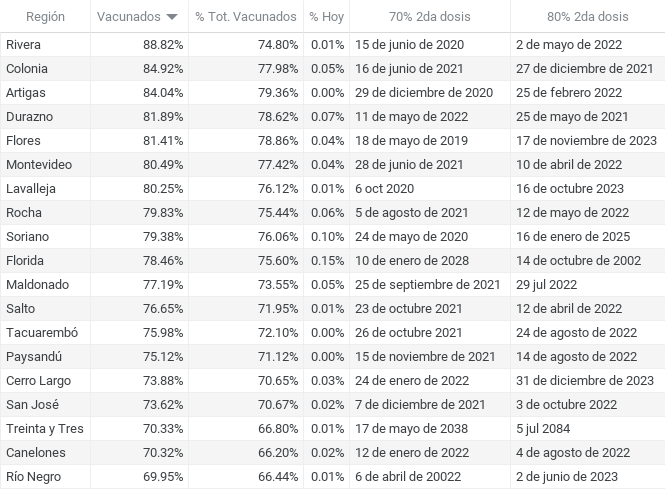 Región Vacunados % Tot. Vacunados % Hoy 70% 2da dosis 80% 2da dosis
Rivera 88.82% 74.80% 0.01% 15 de junio de 2020 2 de mayo de 2022
Colonia 84.92% 77.98% 0.05% 16 de junio de 2021 27 de diciembre de 2021
Artigas 84.04% 79.36% 0.00% 29 de diciembre de 2020 25 de febrero 2022
Durazno 81.89% 78.62% 0.07% 11 de mayo de 2022 25 de mayo de 2021
Flores 81.41% 78.86% 0.04% 18 de mayo de 2019 17 de noviembre de 2023
Montevideo 80.49% 77.42% 0.04% 28 de junio de 2021 10 de abril de 2022
Lavalleja 80.25% 76.12% 0.01% 6 oct 2020 16 de octubre de 2023
Rocha 79.83% 75.44% 0.06% 5 de agosto de 2021 12 de mayo de 2022
Soriano 79.38% 76.06% 0.10% 24 de mayo de 2020 16 de enero de 2025
Florida 78.46% 75.60% 0.15% 10 de enero de 2028 14 de octubre de 2002
Maldonado 77.19% 73.55% 0.05% 25 de septiembre de 2021 29 jul 2022
Salto 76.65% 71.95% 0.01% 23 de octubre 2021 12 de abril de 2022
Tacuarembó 75.98% 72.10% 0.00% 26 de octubre de 2021 24 de agosto de 2022
Paysandú 75.12% 71.12% 0.00% 15 de noviembre de 2021 14 de agosto de 2022
Cerro Largo 73.88% 70.65% 0.03% 24 de enero de 2022 31 de diciembre de 2023
San José 73.62% 70.67% 0.02% 7 de diciembre de 2021 3 de octubre de 2022
Treinta y Tres 70.33% 66.80% 0.01% 17 de mayo de 2038 5 jul 2084
Canelones 70.32% 66.20% 0.02% 12 de enero de 2022 4 de agosto de 2022
Río Negro 69.95% 66.44% 0.01% 6 de abril de 20022 2 de junio de 2023